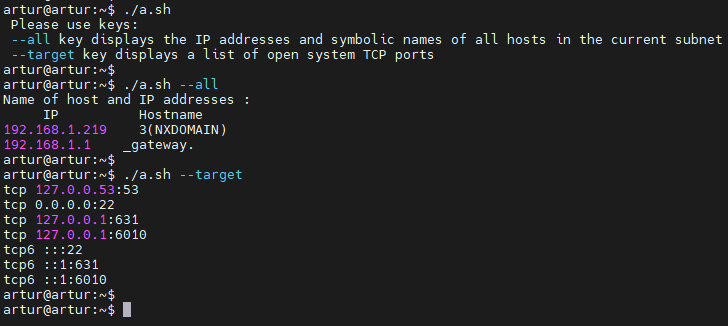 artur@artur:~$ ./a.sh
Please use keys:
--all key displays the IP addresses and symbolic names of all hosts in the current subnet
--target key displays a list of open system TCP ports
artur@artur:~$
artur@artur:~$ ./a.sh --all
Name of host and IP addresses :
IP Hostname
192.168.1.219 3(NXDOMAIN)
192.168.1.1 _gateway.
artur@artur:~$
artur@artur:~$ ./a.sh --target
tcp 127.0.0.53:53
tcp 0.0.0.0:22
tcp 127.0.0.1:631
tcp 127.0.0.1:6010
tcp6 :::22
tcp6 ::1:631
tcp6 ::1:6010
artur@artur:~$
artur@artur:~$